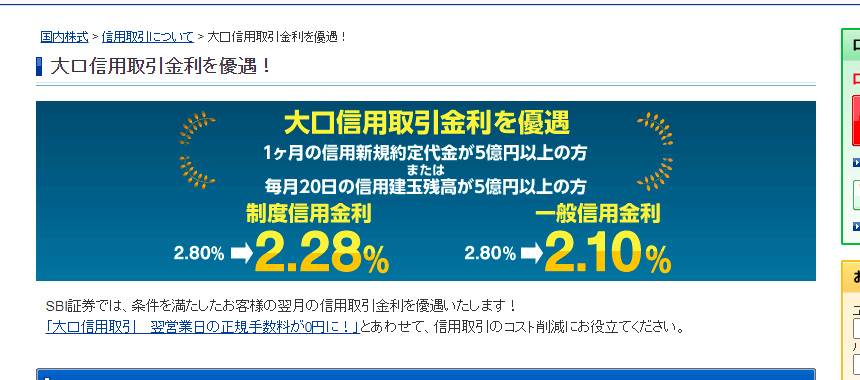 国内株式 > 信用取引について > 大口信用取引金利を優遇！
大口信用取引金利を優遇！
大口信用取引金利を優遇
1ヶ月の信用新規約定代金が5億円以上の方
または
毎月20日の信用建玉残高が5億円以上の方
制度信用金利 一般信用金利
2.80% ➡ 2.28% 2.80% ➡ 2.10%
SBI証券では、条件を満たしたお客様の翌月の信用取引金利を優遇いたします！
「大口信用取引　翌営業日の正規手数料が0円に！」とあわせて、信用取引のコスト削減にお役立てください。